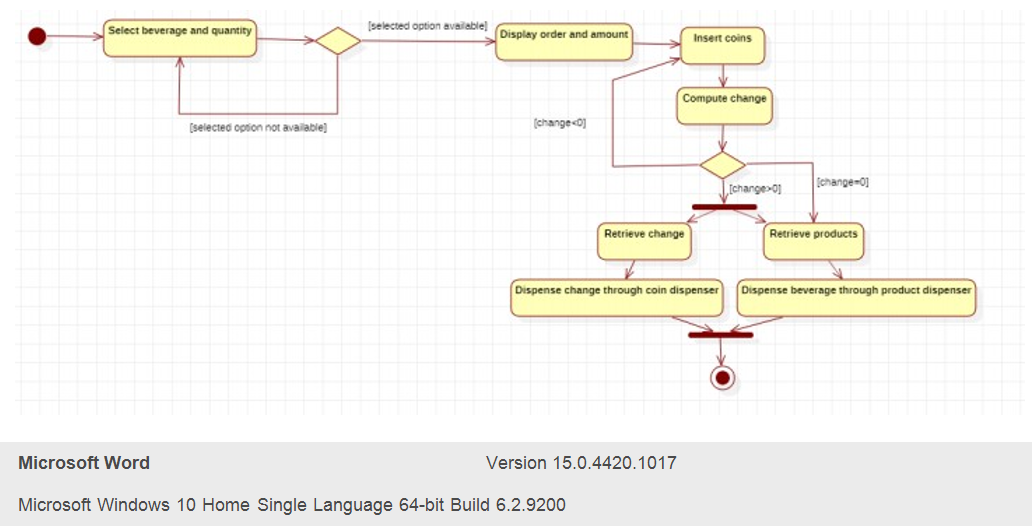 [selected option available]
Select beverage and quantity
Display order and amount
Insert coins
[selected option not available]
Compute change
[change<0]
[change>0]
[change=0]
Retrieve change
Retrieve products
Dispense change through coin dispenser
Dispense beverage through product dispenser
Microsoft Word Version 15.0.4420.1017
Microsoft Windows 10 Home Single Language 64-bit Build 6.2.9200